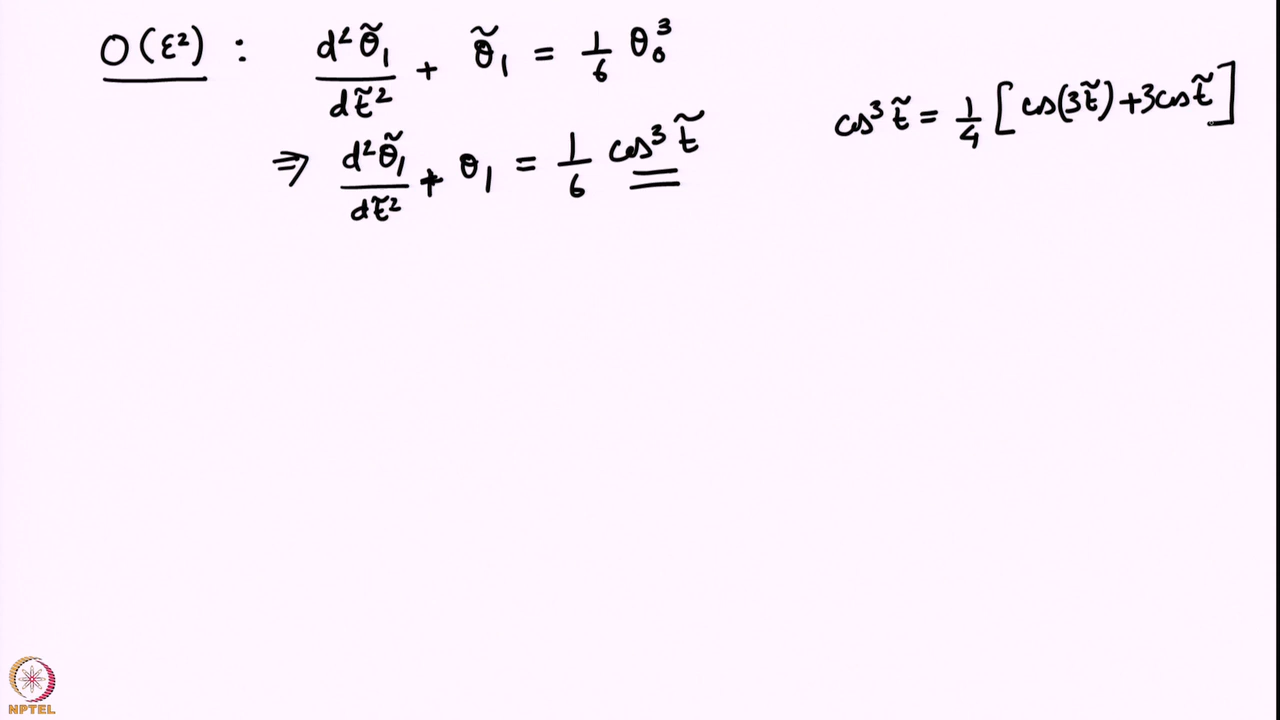 O(ε²) : d²θ̃₁/dt̃² + θ̃₁ = 1/6 θ₀³
cos³ t̃ = 1/4 [cos(3t̃) + 3cos t̃]
⇒ d²θ̃₁/dt̃² + θ₁ = 1/6 cos³ t̃
NPTEL